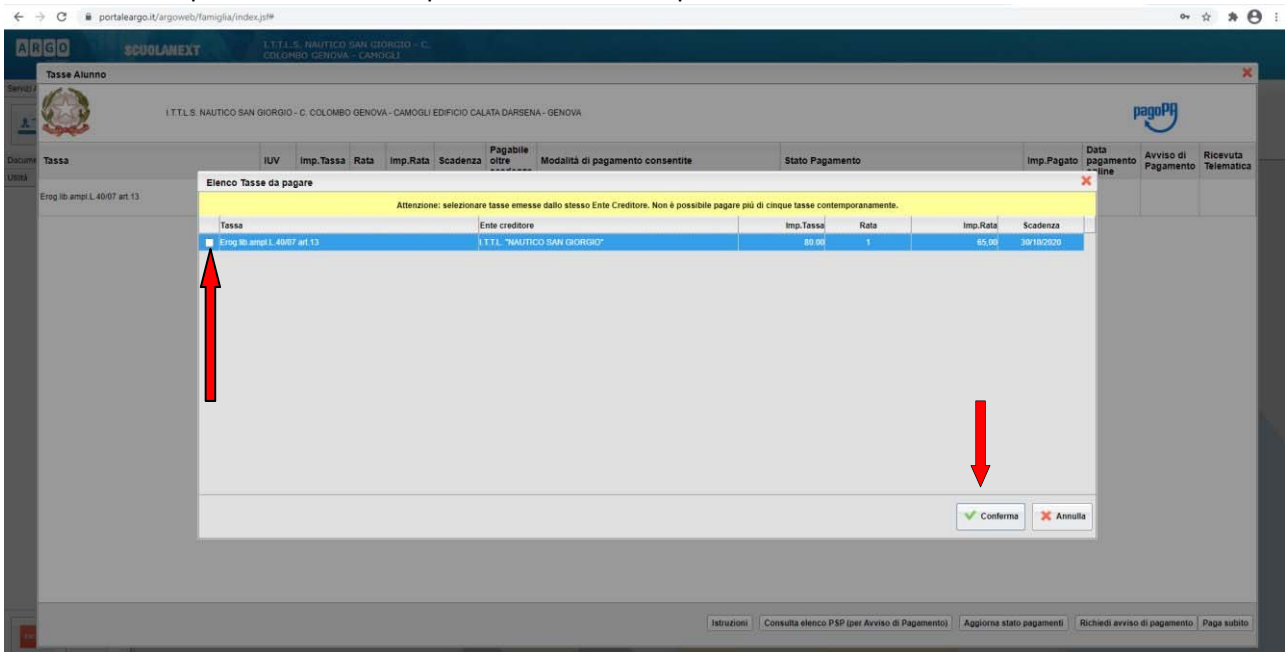 portaleargo.it/argoweb/famiglia/index.jsf#
ARGO SCUOLANEXT I.T.T.L.S. NAUTICO SAN GIORGIO - C.
COLOMBO GENOVA - CAMOGLI
Tasse Alunno
I.T.T.L.S. NAUTICO SAN GIORGIO - C. COLOMBO GENOVA - CAMOGLI EDIFICIO CALATA DARSENA - GENOVA
pagoPA
Tassa IUV Imp.Tassa Rata Imp.Rata Scadenza Pagabile oltre Modalità di pagamento consentite Stato Pagamento Imp.Pagato Data pagamento online Avviso di Pagamento Ricevuta Telematica
Elenco Tasse da pagare
Erog.lib.ampl.L.40/07 art.13
Attenzione: selezionare tasse emesse dallo stesso Ente Creditore. Non è possibile pagare più di cinque tasse contemporanamente.
Tassa Ente creditore Imp.Tassa Rata Imp.Rata Scadenza
Erog.lib.ampl.L.40/07 art.13 I.T.T.L. "NAUTICO SAN GIORGIO" 80.00 1 65,00 30/10/2020
Conferma Annulla
Istruzioni Consulta elenco PSP (per Avviso di Pagamento) Aggiorna stato pagamenti Richiedi avviso di pagamento Paga subito